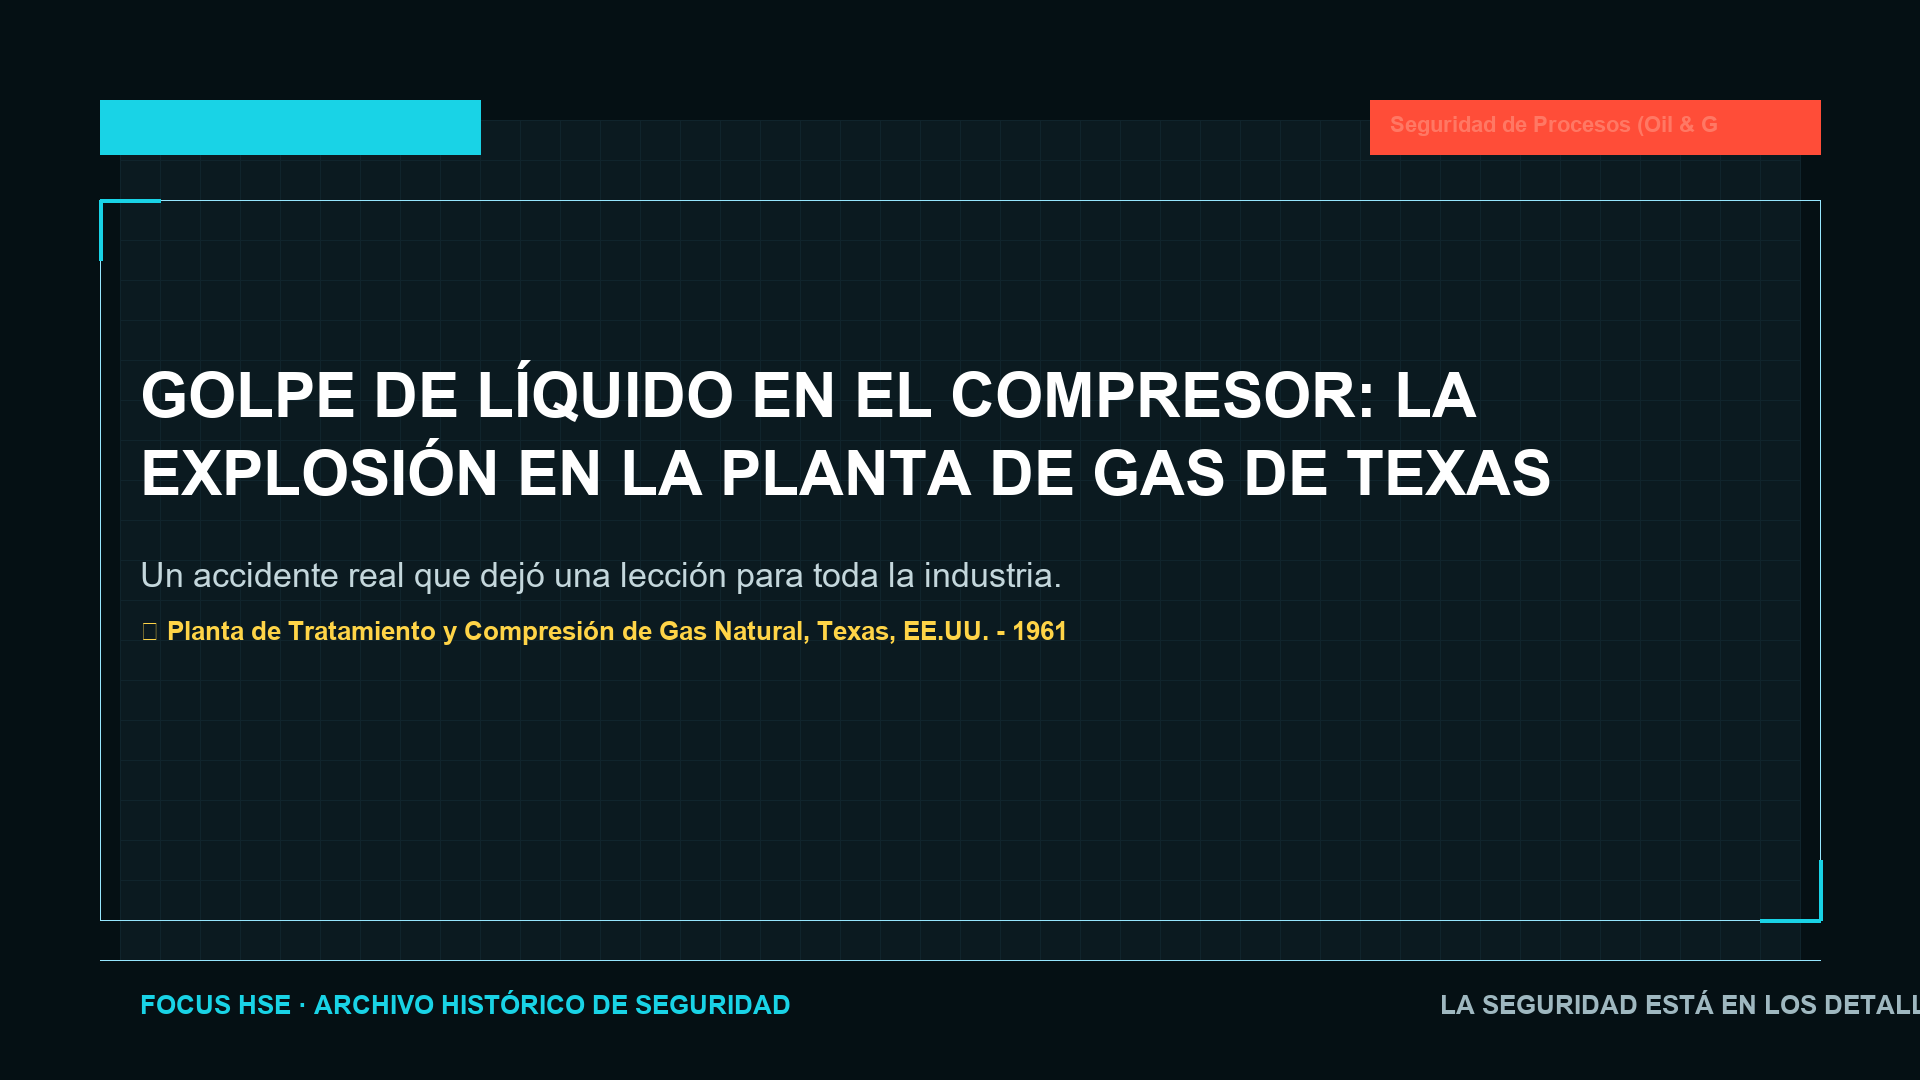 Seguridad de Procesos (Oil & G
GOLPE DE LÍQUIDO EN EL COMPRESOR: LA
EXPLOSIÓN EN LA PLANTA DE GAS DE TEXAS
Un accidente real que dejó una lección para toda la industria.
Planta de Tratamiento y Compresión de Gas Natural, Texas, EE.UU. - 1961
FOCUS HSE · ARCHIVO HISTÓRICO DE SEGURIDAD
LA SEGURIDAD ESTÁ EN LOS DETALL